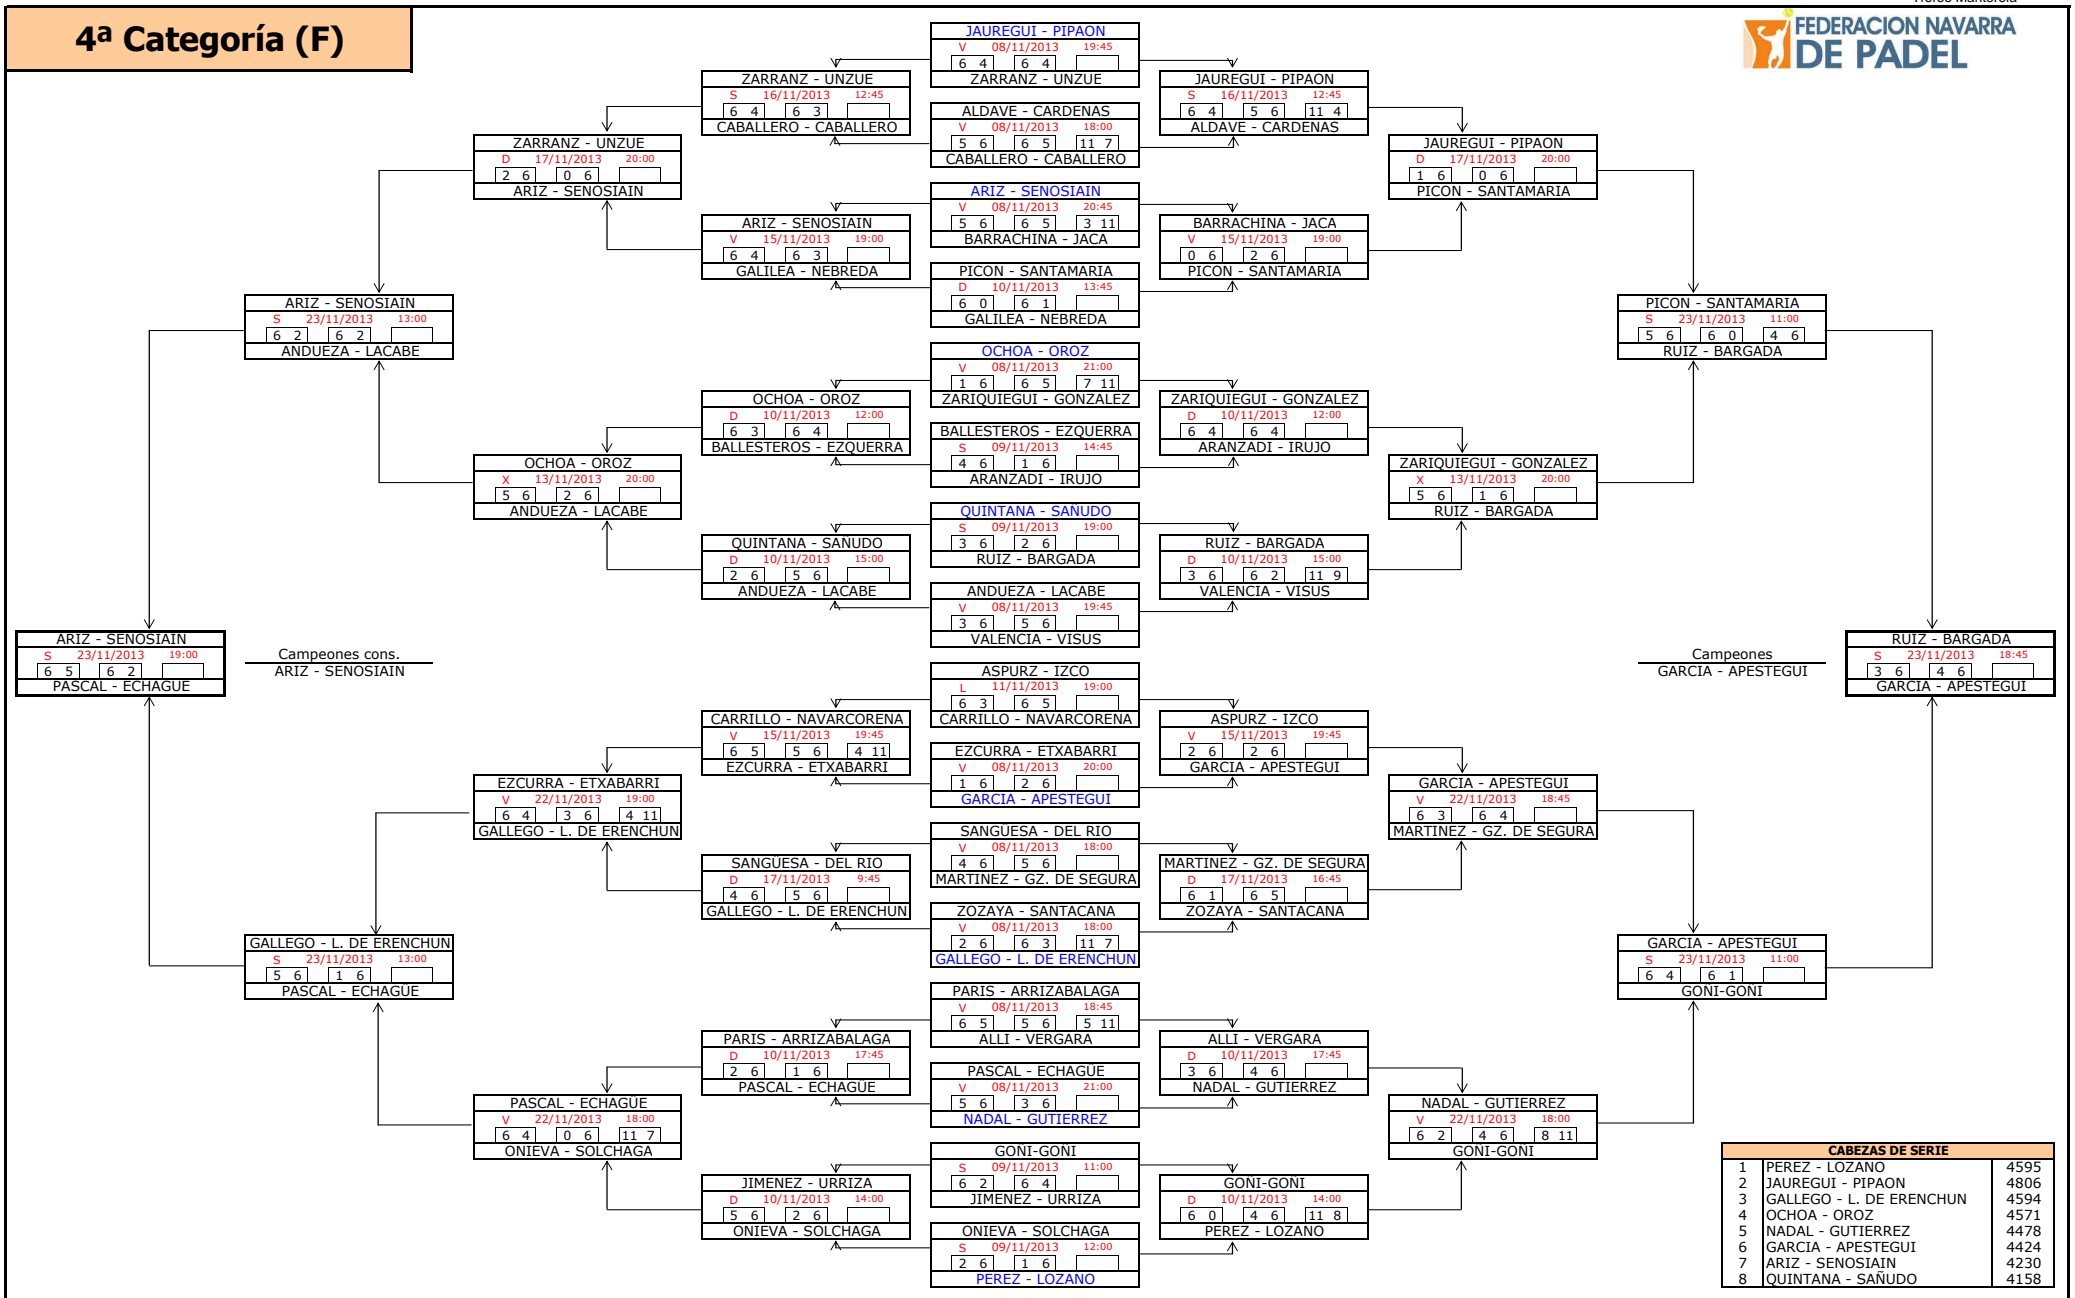 Trofeo Mantoreia
4ª Categoría (F)
FEDERACION NAVARRA
DE PADEL
JAUREGUI - PIPAON
V 08/11/2013 19:45
6 4 6 4
ZARRANZ - UNZUE
ALDAVE - CARDENAS
V 08/11/2013 18:00
5 6 6 5 11 7
CABALLERO - CABALLERO
ARIZ - SENOSIAIN
V 08/11/2013 20:45
5 6 6 5 3 11
BARRACHINA - JACA
PICON - SANTAMARIA
D 10/11/2013 13:45
6 0 6 1
GALILEA - NEBREDA
OCHOA - OROZ
V 08/11/2013 21:00
1 6 6 5 7 11
ZARIQUIEGUI - GONZALEZ
BALLESTEROS - EZQUERRA
S 09/11/2013 14:45
4 6 1 6
ARANZADI - IRUJO
QUINTANA - SAÑUDO
S 09/11/2013 19:00
3 6 2 6
RUIZ - BARGADA
ANDUEZA - LACABE
V 08/11/2013 19:45
3 6 5 6
VALENCIA - VISUS
ASPURZ - IZCO
L 11/11/2013 19:00
6 3 6 5
CARRILLO - NAVARCORENA
EZCURRA - ETXABARRI
V 08/11/2013 20:00
1 6 2 6
GARCIA - APESTEGUI
SANGÜESA - DEL RIO
V 08/11/2013 18:00
4 6 5 6
MARTINEZ - GZ. DE SEGURA
ZOZAYA - SANTACANA
V 08/11/2013 18:00
2 6 6 3 11 7
GALLEGO - L. DE ERENCHUN
PARIS - ARRIZABALAGA
V 08/11/2013 18:45
6 5 5 6 5 11
ALLI - VERGARA
PASCAL - ECHAGÜE
V 08/11/2013 21:00
5 6 3 6
NADAL - GUTIERREZ
GOÑI-GOÑI
S 09/11/2013 11:00
6 2 6 4
JIMENEZ - URRIZA
ONIEVA - SOLCHAGA
S 09/11/2013 12:00
2 6 1 6
PEREZ - LOZANO
ZARRANZ - UNZUE
S 16/11/2013 12:45
6 4 6 3
CABALLERO - CABALLERO
ARIZ - SENOSIAIN
V 15/11/2013 19:00
6 4 6 3
GALILEA - NEBREDA
OCHOA - OROZ
D 10/11/2013 12:00
6 3 6 4
BALLESTEROS - EZQUERRA
QUINTANA - SAÑUDO
D 10/11/2013 15:00
2 6 5 6
ANDUEZA - LACABE
CARRILLO - NAVARCORENA
V 15/11/2013 19:45
6 5 5 6 4 11
EZCURRA - ETXABARRI
SANGÜESA - DEL RIO
D 17/11/2013 9:45
4 6 5 6
GALLEGO - L. DE ERENCHUN
PARIS - ARRIZABALAGA
D 10/11/2013 17:45
2 6 1 6
PASCAL - ECHAGÜE
JIMENEZ - URRIZA
D 10/11/2013 14:00
5 6 2 6
ONIEVA - SOLCHAGA
ZARRANZ - UNZUE
D 17/11/2013 20:00
2 6 0 6
ARIZ - SENOSIAIN
OCHOA - OROZ
X 13/11/2013 20:00
5 6 2 6
ANDUEZA - LACABE
EZCURRA - ETXABARRI
V 22/11/2013 19:00
6 4 3 6 4 11
GALLEGO - L. DE ERENCHUN
PASCAL - ECHAGÜE
V 22/11/2013 18:00
6 4 0 6 11 7
ONIEVA - SOLCHAGA
ARIZ - SENOSIAIN
S 23/11/2013 13:00
6 2 6 2
ANDUEZA - LACABE
GALLEGO - L. DE ERENCHUN
S 23/11/2013 13:00
5 6 1 6
PASCAL - ECHAGÜE
ARIZ - SENOSIAIN
S 23/11/2013 19:00
6 5 6 2
PASCAL - ECHAGÜE
Campeones cons.
ARIZ - SENOSIAIN
JAUREGUI - PIPAON
S 16/11/2013 12:45
6 4 5 6 11 4
ALDAVE - CARDENAS
BARRACHINA - JACA
V 15/11/2013 19:00
0 6 2 6
PICON - SANTAMARIA
ZARIQUIEGUI - GONZALEZ
D 10/11/2013 12:00
6 4 6 4
ARANZADI - IRUJO
RUIZ - BARGADA
D 10/11/2013 15:00
3 6 6 2 11 9
VALENCIA - VISUS
ASPURZ - IZCO
V 15/11/2013 19:45
2 6 2 6
GARCIA - APESTEGUI
MARTINEZ - GZ. DE SEGURA
D 17/11/2013 16:45
6 1 6 5
ZOZAYA - SANTACANA
ALLI - VERGARA
D 10/11/2013 17:45
3 6 4 6
NADAL - GUTIERREZ
GOÑI-GOÑI
D 10/11/2013 14:00
6 0 4 6 11 8
PEREZ - LOZANO
JAUREGUI - PIPAON
D 17/11/2013 20:00
1 6 0 6
PICON - SANTAMARIA
ZARIQUIEGUI - GONZALEZ
X 13/11/2013 20:00
5 6 1 6
RUIZ - BARGADA
GARCIA - APESTEGUI
V 22/11/2013 18:45
6 3 6 4
MARTINEZ - GZ. DE SEGURA
NADAL - GUTIERREZ
V 22/11/2013 18:00
6 2 4 6 8 11
GOÑI-GOÑI
PICON - SANTAMARIA
S 23/11/2013 11:00
5 6 6 0 4 6
RUIZ - BARGADA
GARCIA - APESTEGUI
S 23/11/2013 11:00
6 4 6 1
GOÑI-GOÑI
Campeones
GARCIA - APESTEGUI
RUIZ - BARGADA
S 23/11/2013 18:45
3 6 4 6
GARCIA - APESTEGUI
CABEZAS DE SERIE
1 PEREZ - LOZANO 4595
2 JAUREGUI - PIPAON 4806
3 GALLEGO - L. DE ERENCHUN 4594
4 OCHOA - OROZ 4571
5 NADAL - GUTIERREZ 4478
6 GARCIA - APESTEGUI 4424
7 ARIZ - SENOSIAIN 4230
8 QUINTANA - SAÑUDO 4158